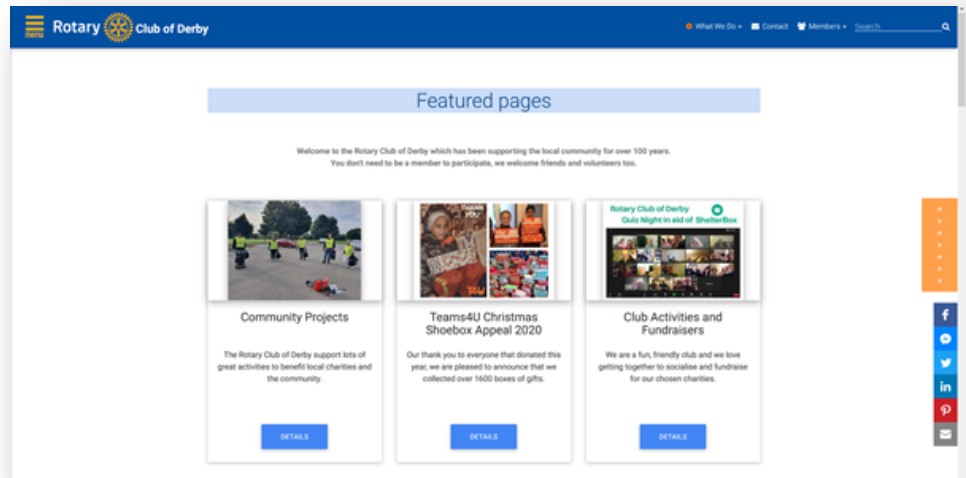 menu
Rotary Club of Derby
What We Do
Contact
Members
Search
Featured pages
Welcome to the Rotary Club of Derby which has been supporting the local community for over 100 years.
You don't need to be a member to participate, we welcome friends and volunteers too.
THANK
YOU
Rotary Club of Derby
Quiz Night in aid of ShelterBox
Community Projects
The Rotary Club of Derby support lots of
great activities to benefit local charities and
the community.
DETAILS
Teams4U Christmas
Shoebox Appeal 2020
Our thank you to everyone that donated this
year, we are pleased to announce that we
collected over 1600 boxes of gifts.
DETAILS
Club Activities and
Fundraisers
We are a fun, friendly club and we love
getting together to socialise and fundraise
for our chosen charities.
DETAILS